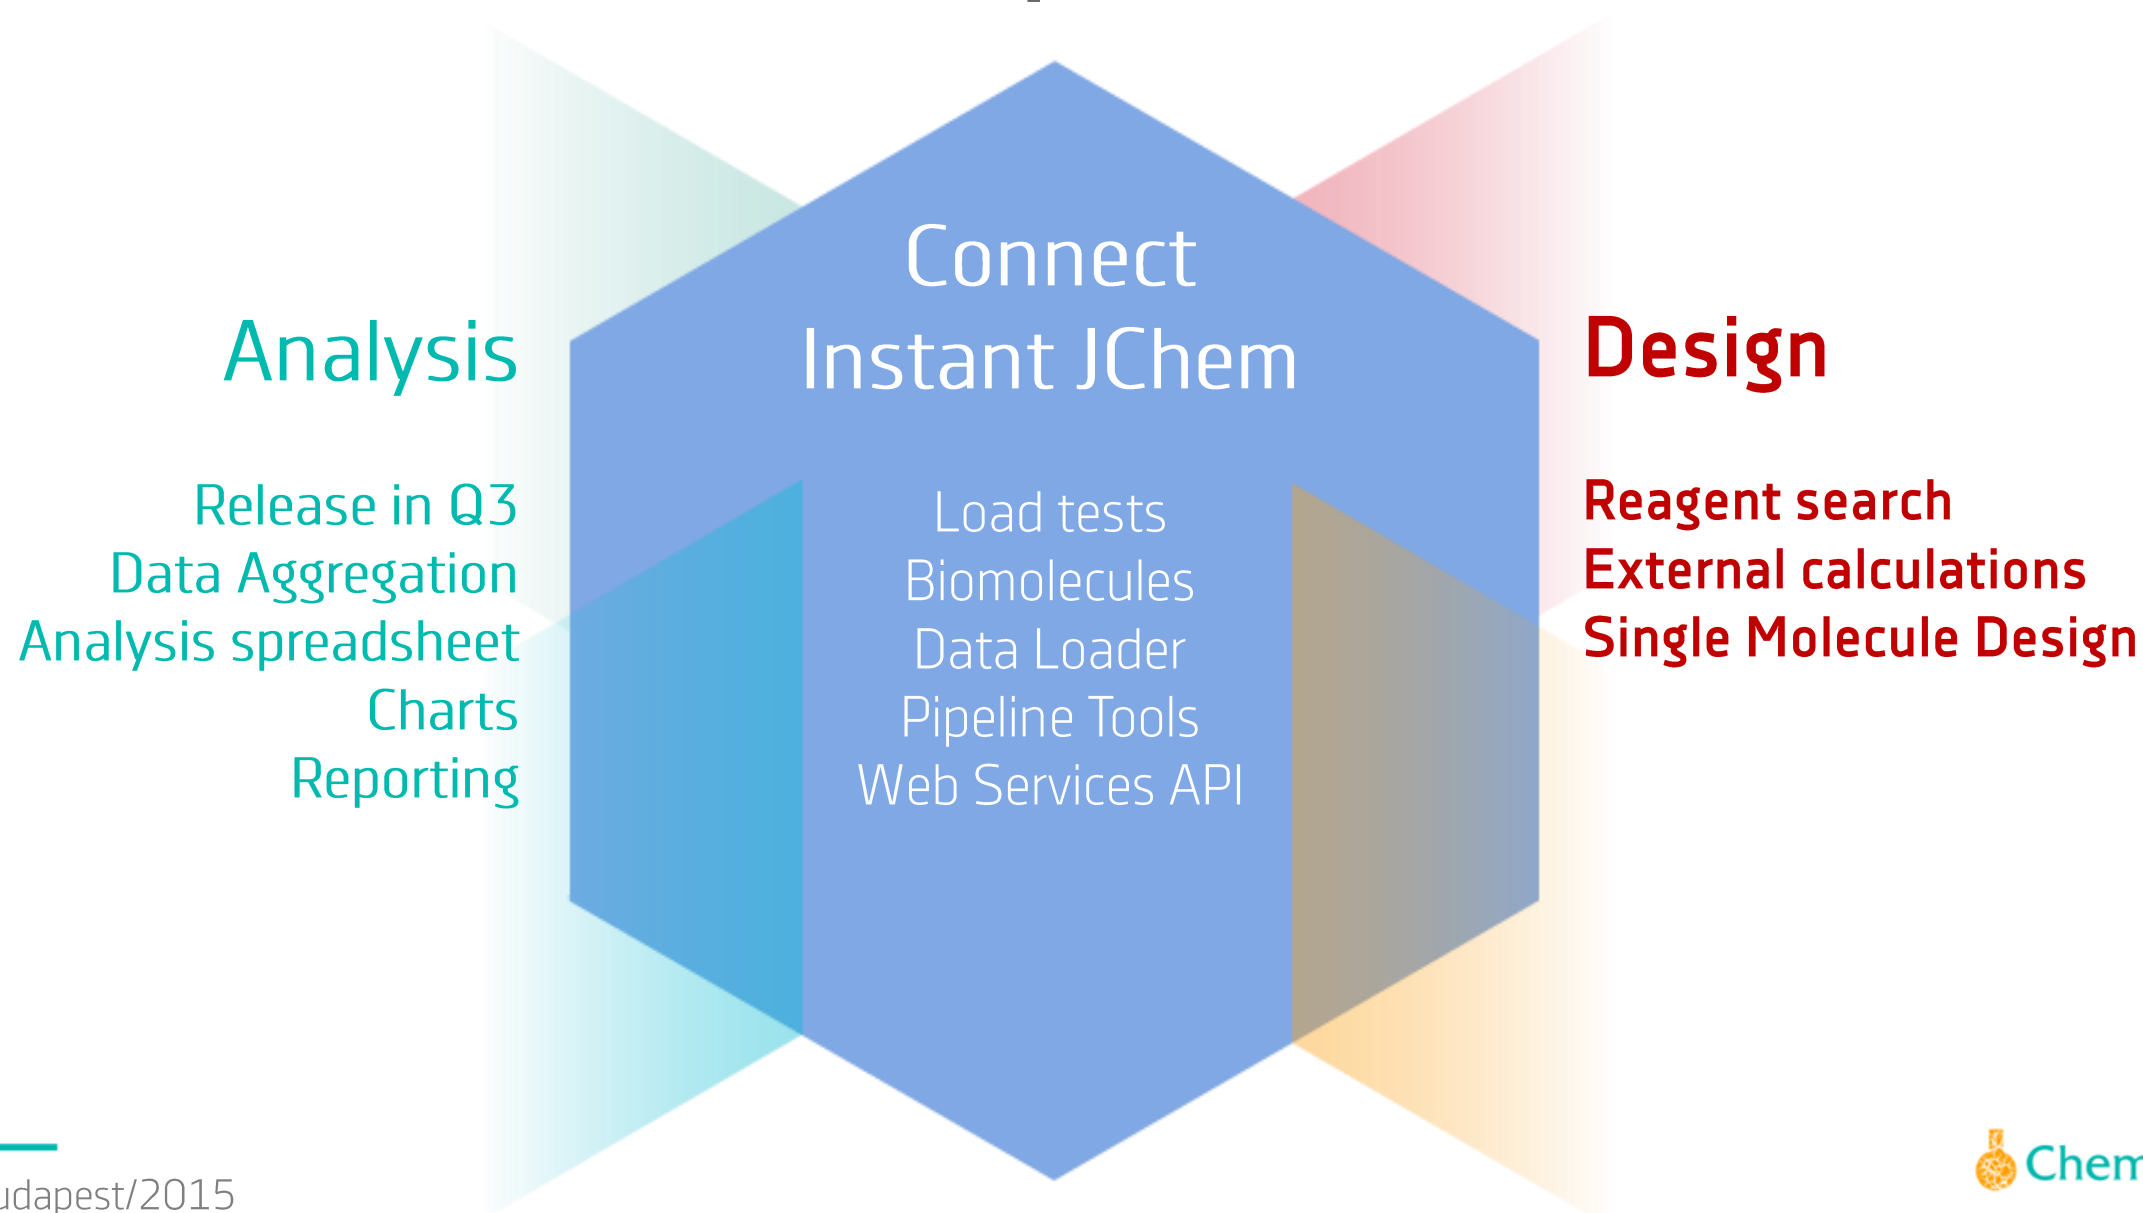 Analysis
Release in Q3
Data Aggregation
Analysis spreadsheet
Charts
Reporting
Connect
Instant JChem
Load tests
Biomolecules
Data Loader
Pipeline Tools
Web Services API
Design
Reagent search
External calculations
Single Molecule Design
udapest/2015
Chem